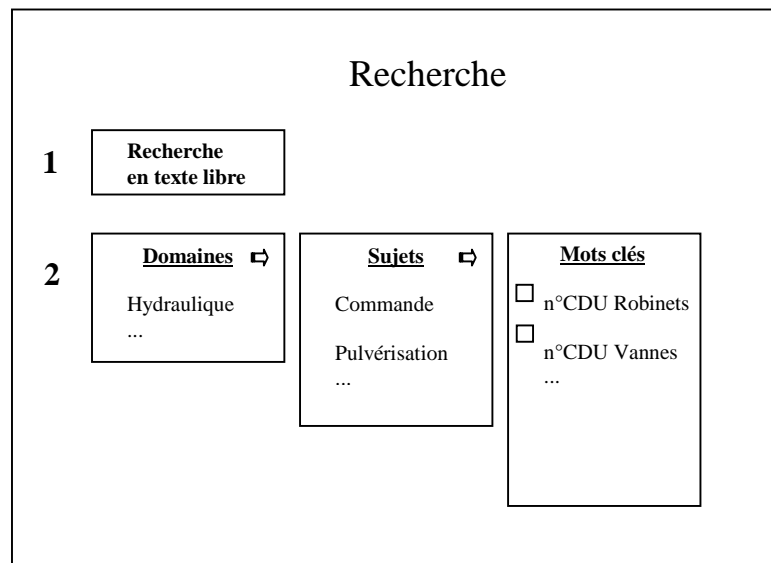 Recherche
1
Recherche
en texte libre
2
Domaines
Hydraulique
...
Sujets
Commande
Pulvérisation
...
Mots clés
n°CDU Robinets
n°CDU Vannes
...